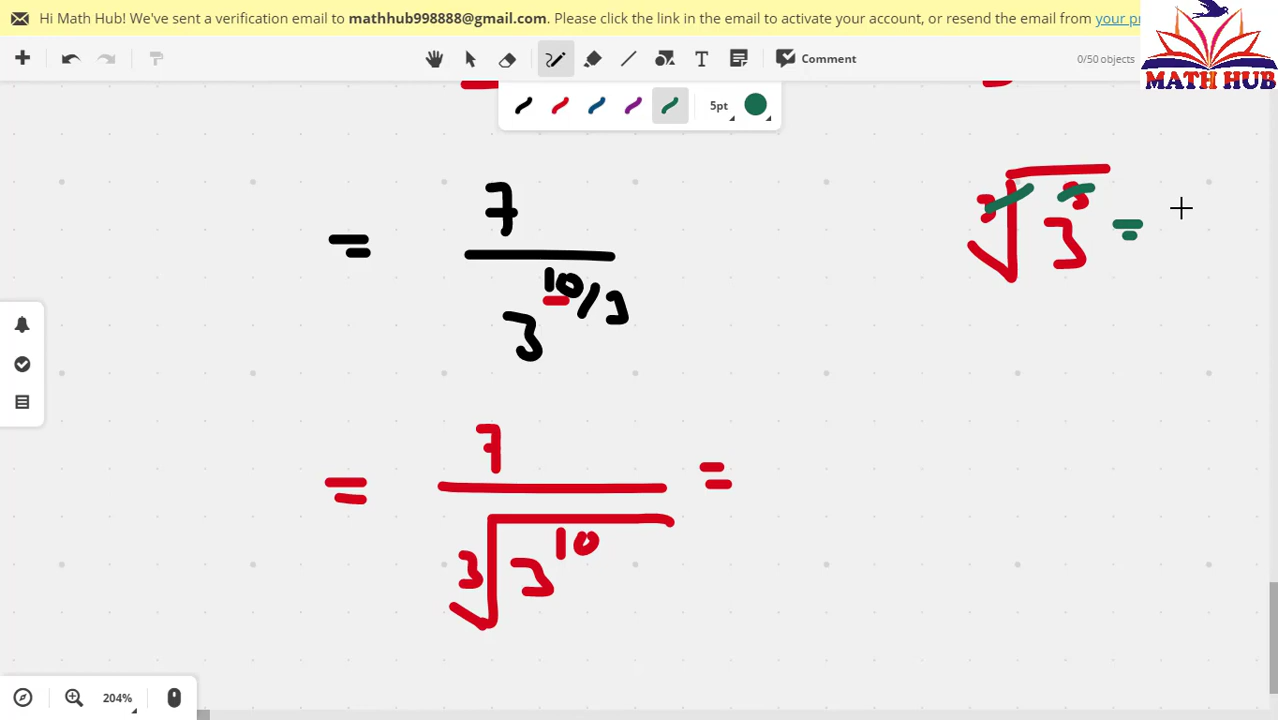 Hi Math Hub! We've sent a verification email to mathhub998888@gmail.com. Please click the link in the email to activate your account, or resend the email from your pr
Comment
0/50 objects
MATH HUB
5pt
= 7 / 3^(10/3)
∛(3^3) =
= 7 / ∛(3^10) =
204%